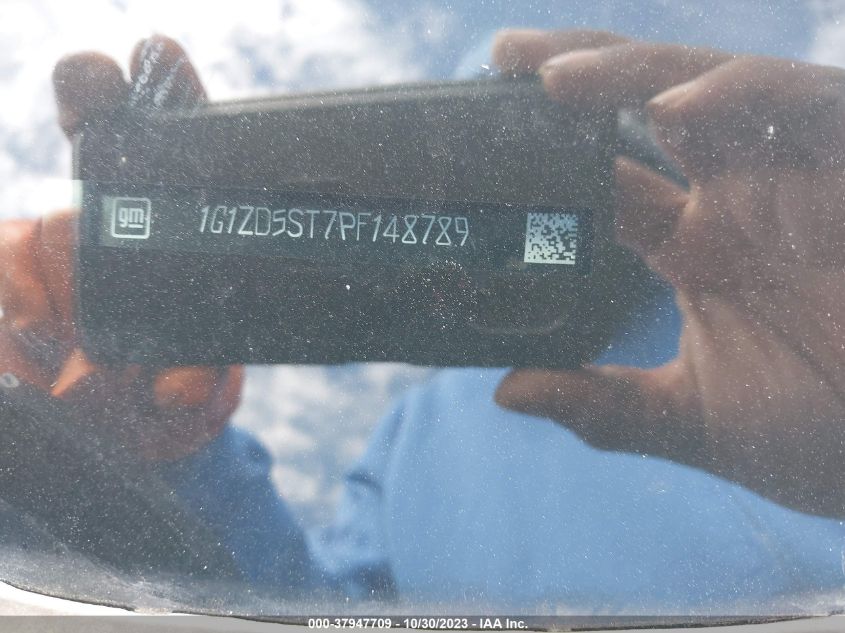 gm 1G1ZD5ST7PF148789
000-37947709 - 10/30/2023 - IAA Inc.